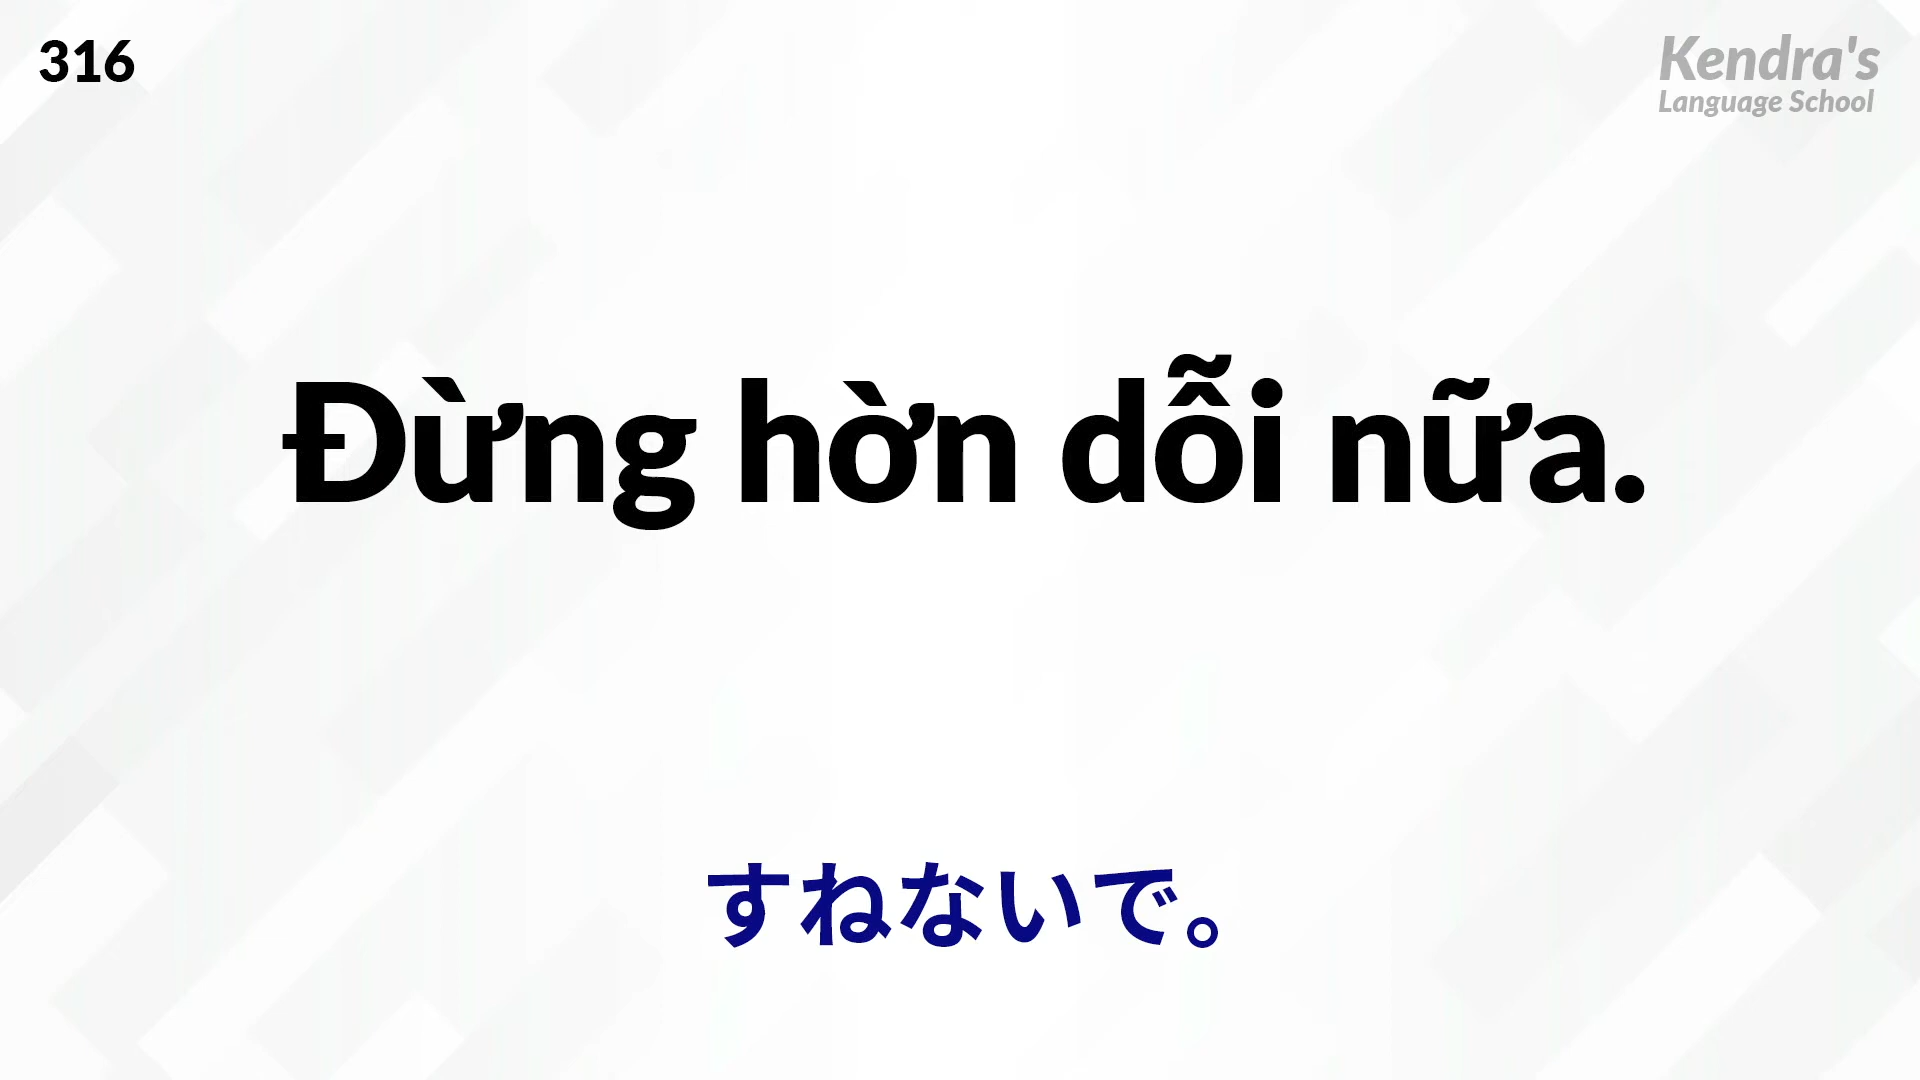 316
Kendra's
Language School
Đừng hờn dỗi nữa.
すねないで。